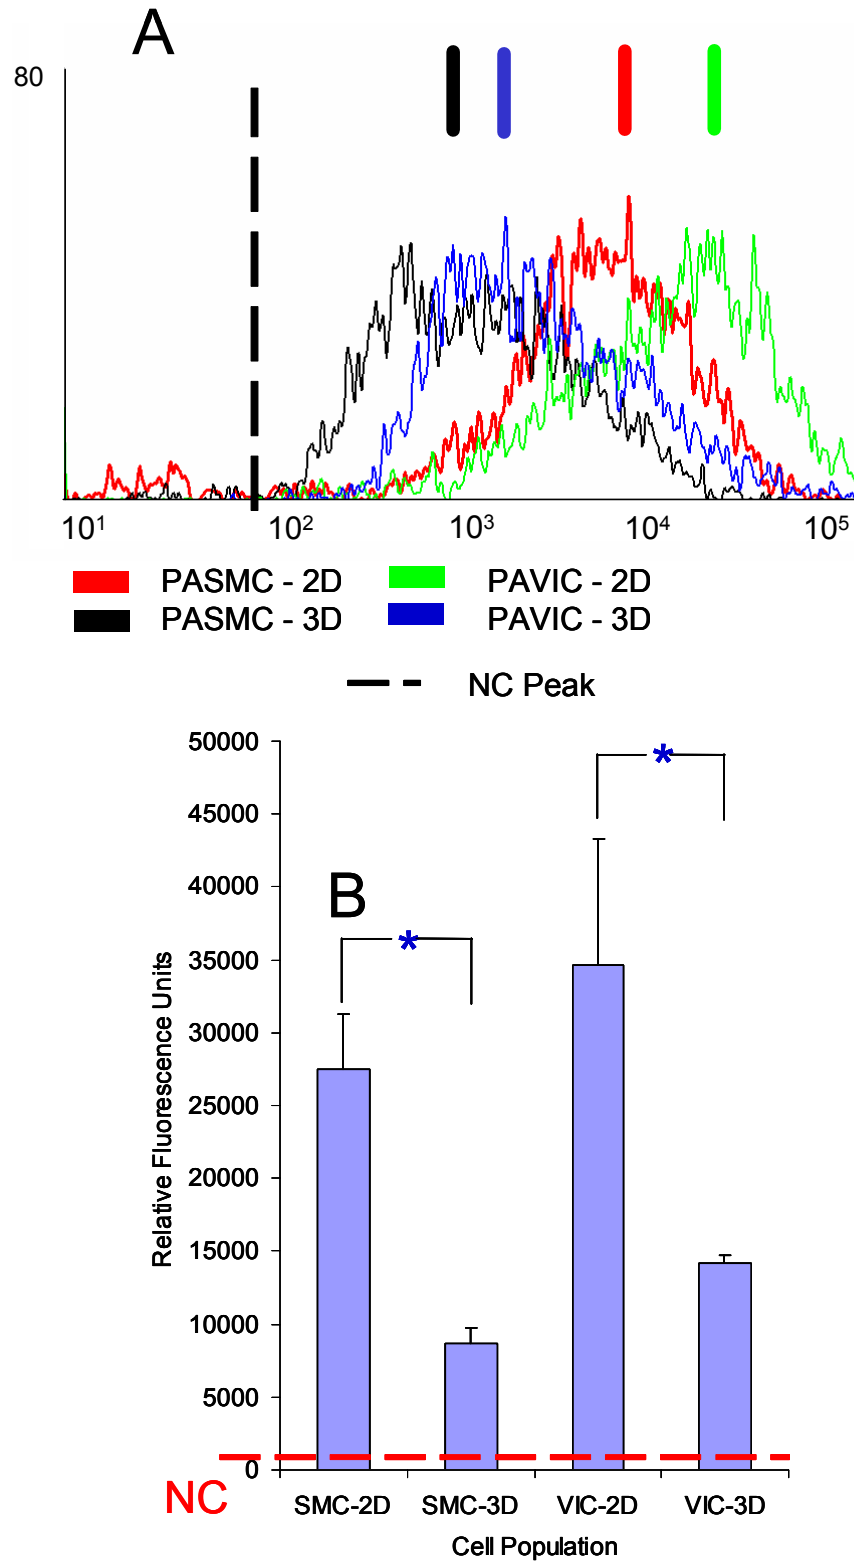 A
80
10¹ 10² 10³ 10⁴ 10⁵
PASMC - 2D PAVIC - 2D
PASMC - 3D PAVIC - 3D
NC Peak
50000
45000
40000
B
35000
30000
25000
20000
15000
10000
5000
0
Relative Fluorescence Units
*
*
NC
SMC-2D SMC-3D VIC-2D VIC-3D
Cell Population